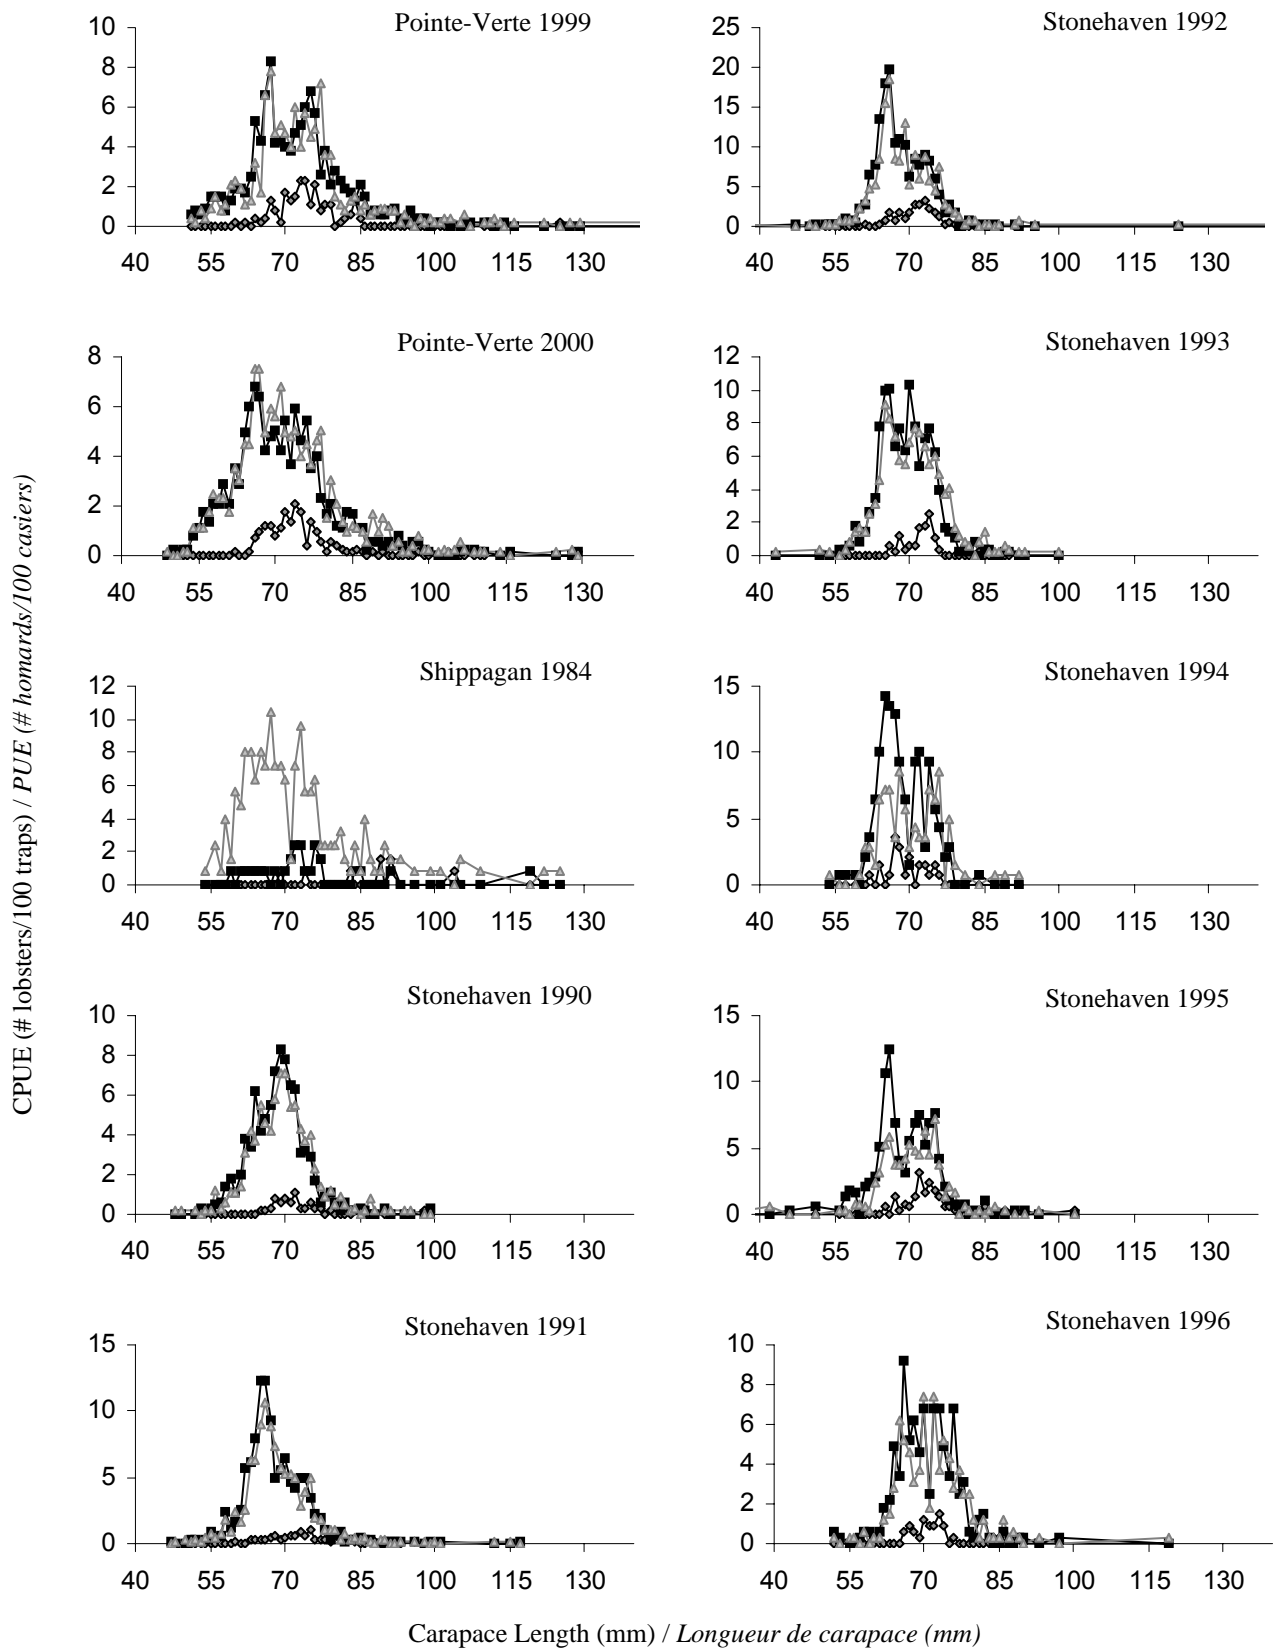 CPUE (# lobsters/100 traps) / PUE (# homards/100 casiers)
Pointe-Verte 1999
10
8
6
4
2
0
40 55 70 85 100 115 130
Stonehaven 1992
25
20
15
10
5
0
40 55 70 85 100 115 130
Pointe-Verte 2000
8
6
4
2
0
40 55 70 85 100 115 130
Stonehaven 1993
12
10
8
6
4
2
0
40 55 70 85 100 115 130
Shippagan 1984
12
10
8
6
4
2
0
40 55 70 85 100 115 130
Stonehaven 1994
15
10
5
0
40 55 70 85 100 115 130
Stonehaven 1990
10
8
6
4
2
0
40 55 70 85 100 115 130
Stonehaven 1995
15
10
5
0
40 55 70 85 100 115 130
Stonehaven 1991
15
10
5
0
40 55 70 85 100 115 130
Stonehaven 1996
10
8
6
4
2
0
40 55 70 85 100 115 130
Carapace Length (mm) / Longueur de carapace (mm)